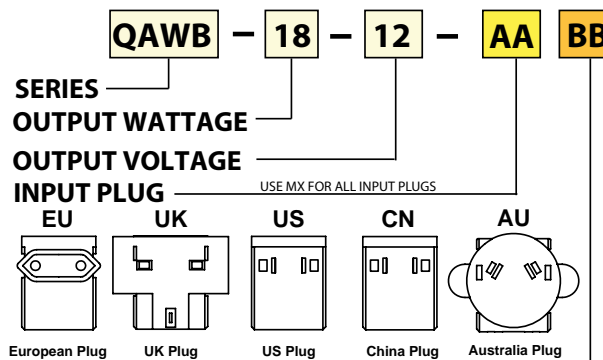 QAWB - 18 - 12 - AA BB
SERIES
OUTPUT WATTAGE
OUTPUT VOLTAGE
INPUT PLUG USE MX FOR ALL INPUT PLUGS
EU UK US CN AU
European Plug UK Plug US Plug China Plug Australia Plug